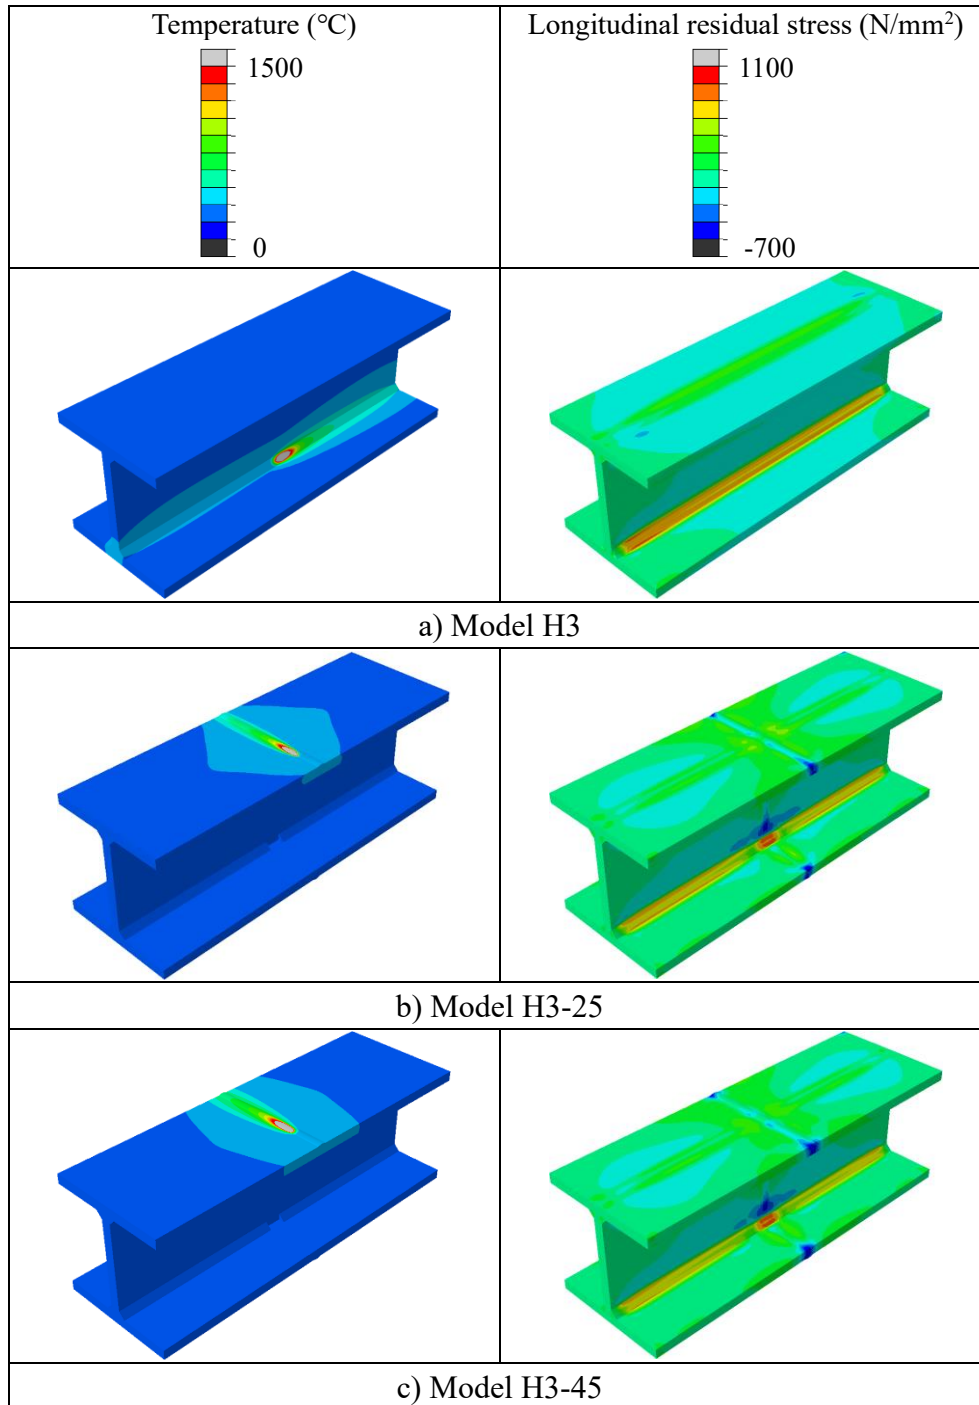 Temperature (℃)
1500
0
Longitudinal residual stress (N/mm²)
1100
-700
a) Model H3
b) Model H3-25
c) Model H3-45